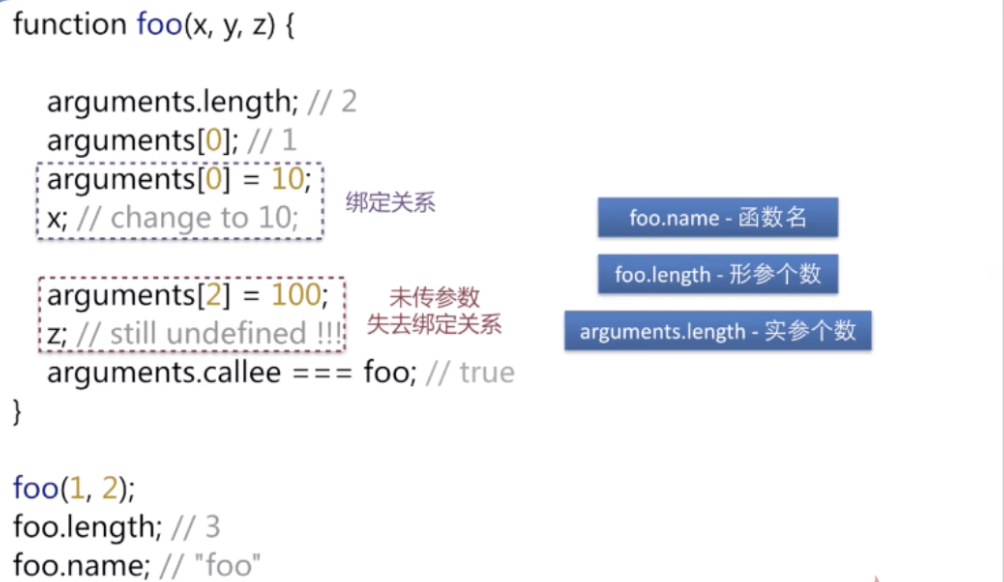 function foo(x, y, z) {
arguments.length; // 2
arguments[0]; // 1
arguments[0] = 10;
x; // change to 10;
绑定关系
foo.name - 函数名
foo.length - 形参个数
arguments[2] = 100;
z; // still undefined !!!
未传参数
失去绑定关系
arguments.length - 实参个数
arguments.callee === foo; // true
}
foo(1, 2);
foo.length; // 3
foo.name; // "foo"